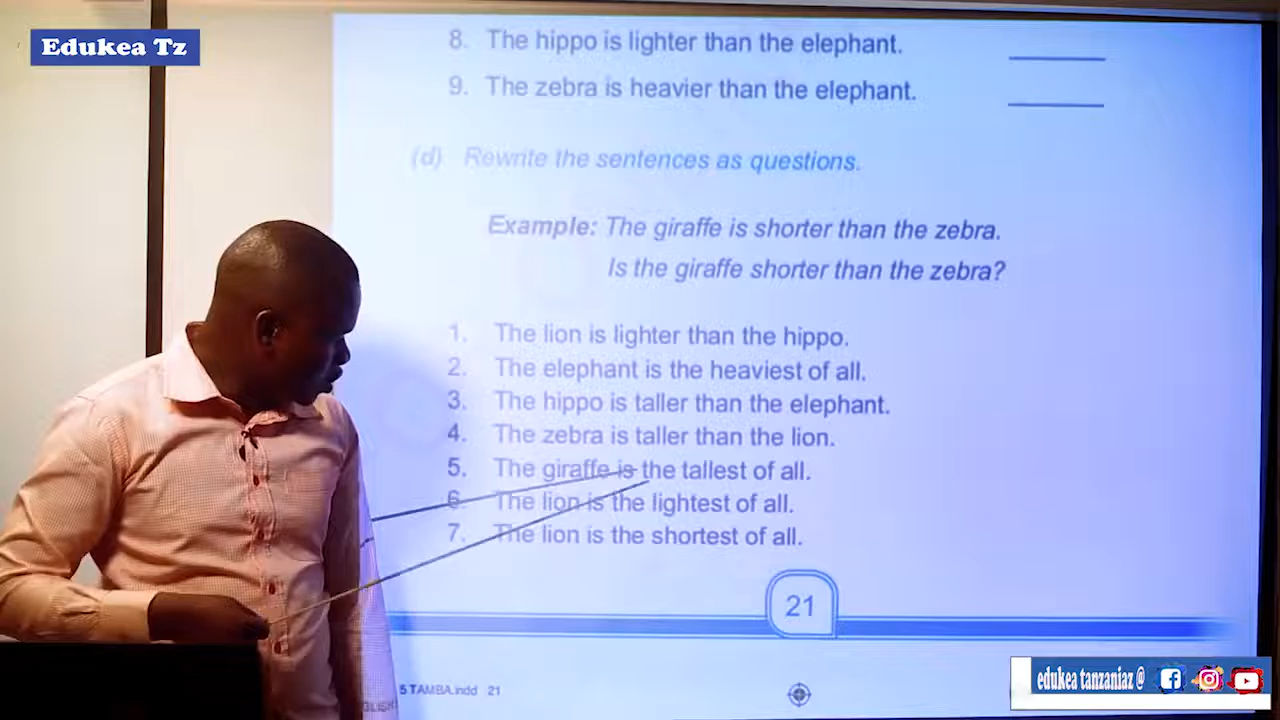 Edukea Tz
8. The hippo is lighter than the elephant.
9. The zebra is heavier than the elephant.
(d) Rewrite the sentences as questions.
Example: The giraffe is shorter than the zebra.
Is the giraffe shorter than the zebra?
1. The lion is lighter than the hippo.
2. The elephant is the heaviest of all.
3. The hippo is taller than the elephant.
4. The zebra is taller than the lion.
5. The giraffe is the tallest of all.
6. The lion is the lightest of all.
7. The lion is the shortest of all.
21
5 TAMBA.indd 21
edukea tanzaniaz @